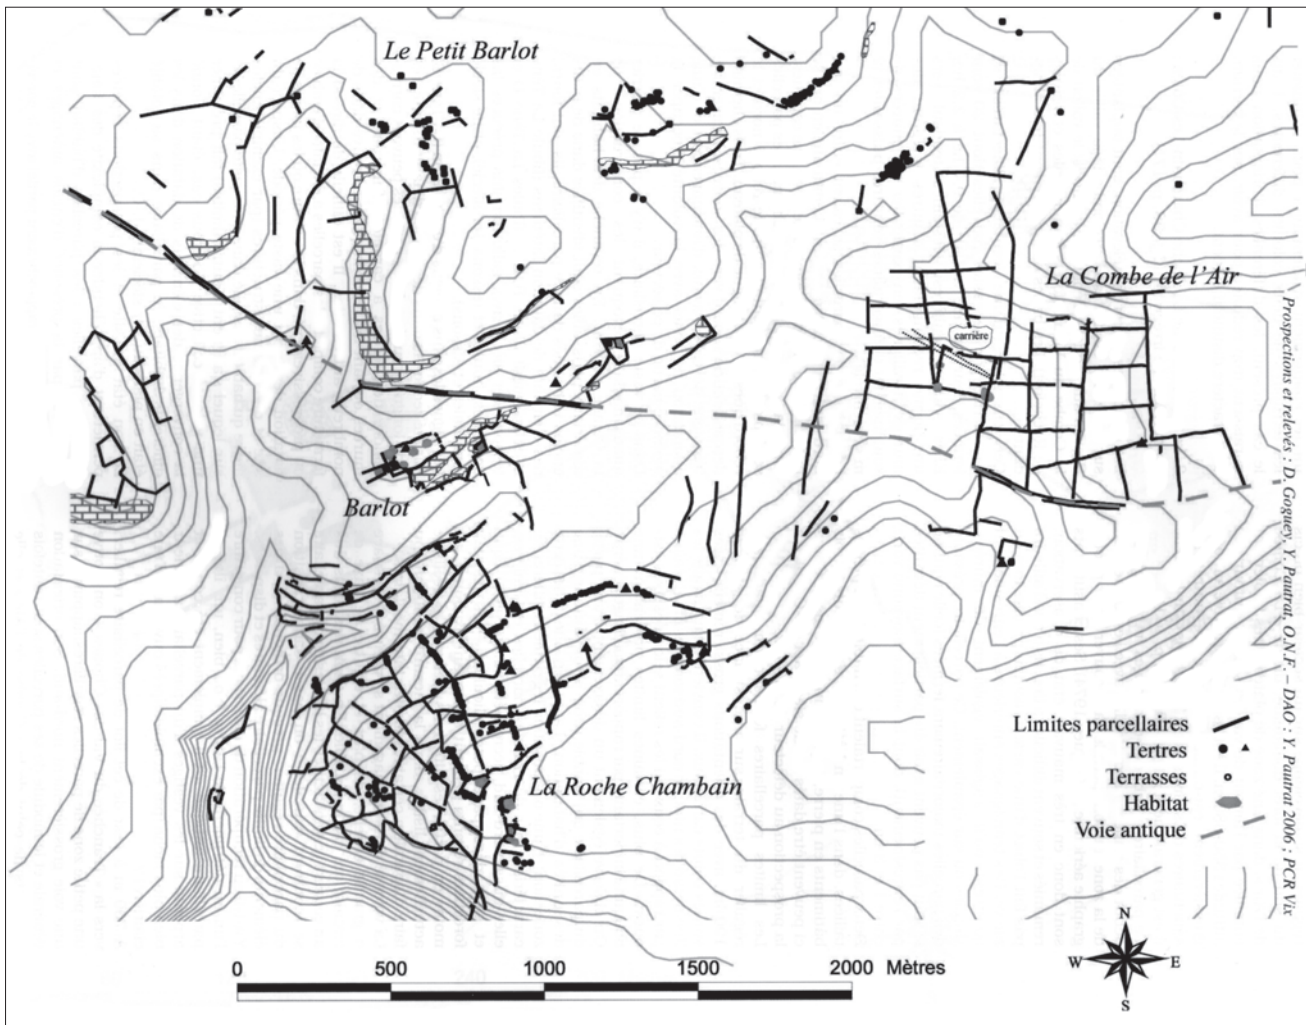 Le Petit Barlot
La Combe de l'Air
carrière
Barlot
La Roche Chambain
Limites parcellaires
Tertres
Terrasses
Habitat
Voie antique
Prospections et relevés : D. Goguey, Y. Pautrat, O.N.F. – DAO : Y. Pautrat 2006 : PCR Vix
N
W E
S
0 500 1000 1500 2000 Mètres